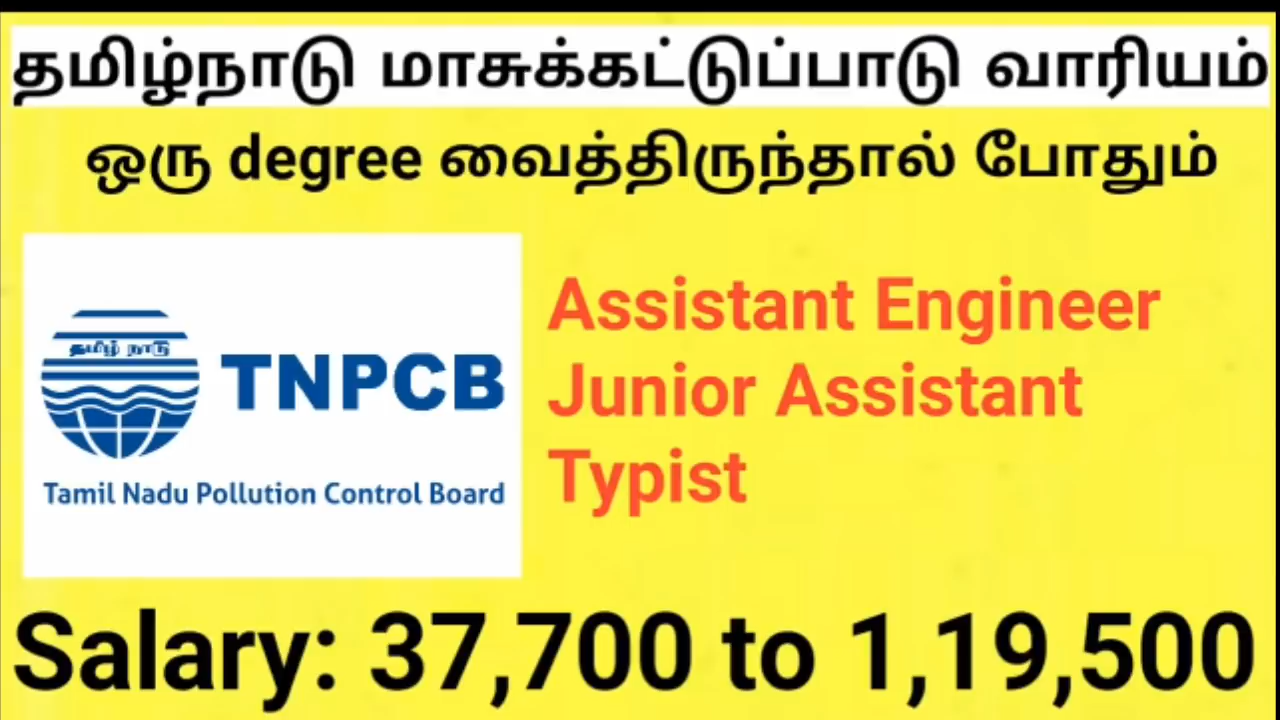 தமிழ்நாடு மாசுக்கட்டுப்பாடு வாரியம்
ஒரு degree வைத்திருந்தால் போதும்
தமிழ் நாடு
TNPCB
Tamil Nadu Pollution Control Board
Assistant Engineer
Junior Assistant
Typist
Salary: 37,700 to 1,19,500